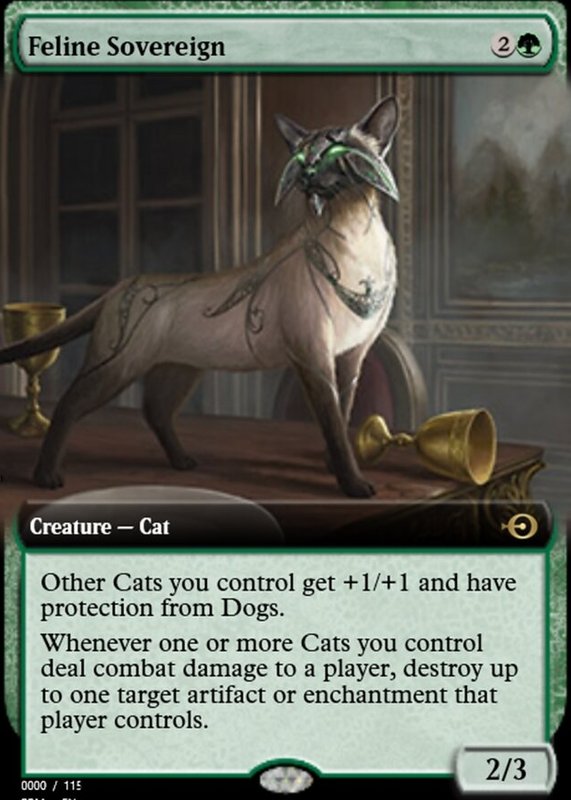 Feline Sovereign 2
Creature — Cat
Other Cats you control get +1/+1 and have
protection from Dogs.
Whenever one or more Cats you control
deal combat damage to a player, destroy up
to one target artifact or enchantment that
player controls.
2/3
0000 / 115